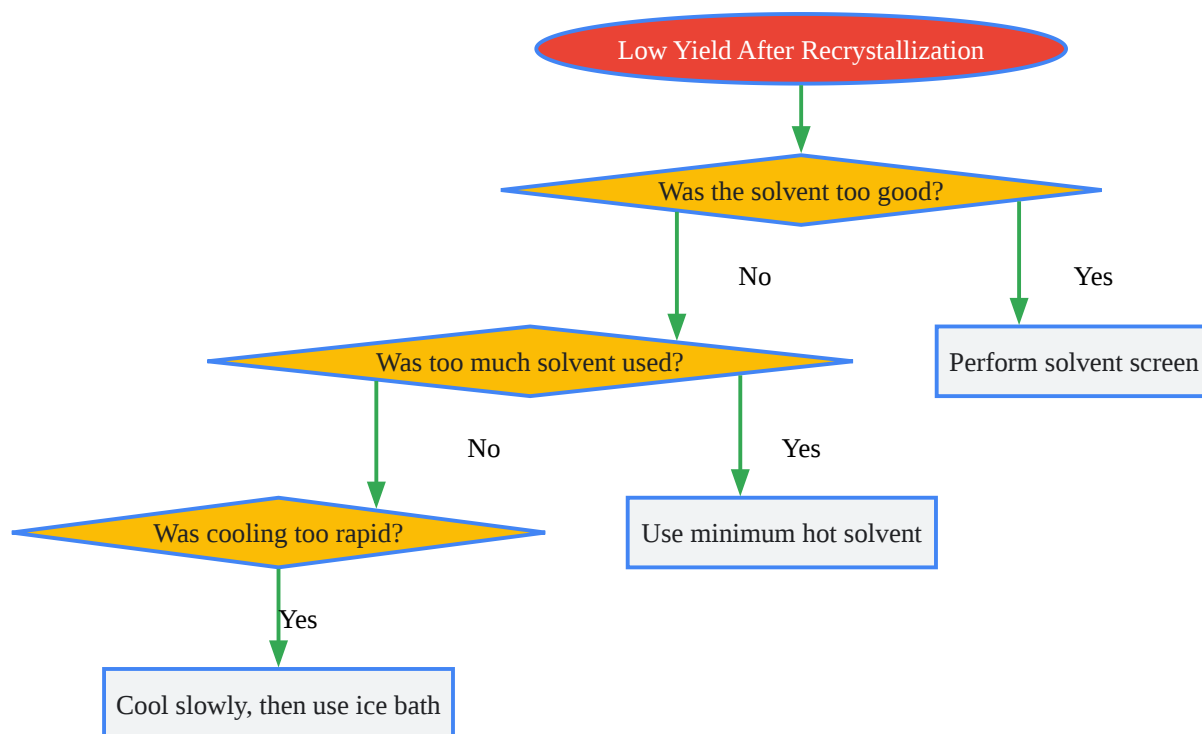 Low Yield After Recrystallization
Was the solvent too good?
No
Yes
Was too much solvent used?
Perform solvent screen
No
Yes
Was cooling too rapid?
Use minimum hot solvent
Yes
Cool slowly, then use ice bath